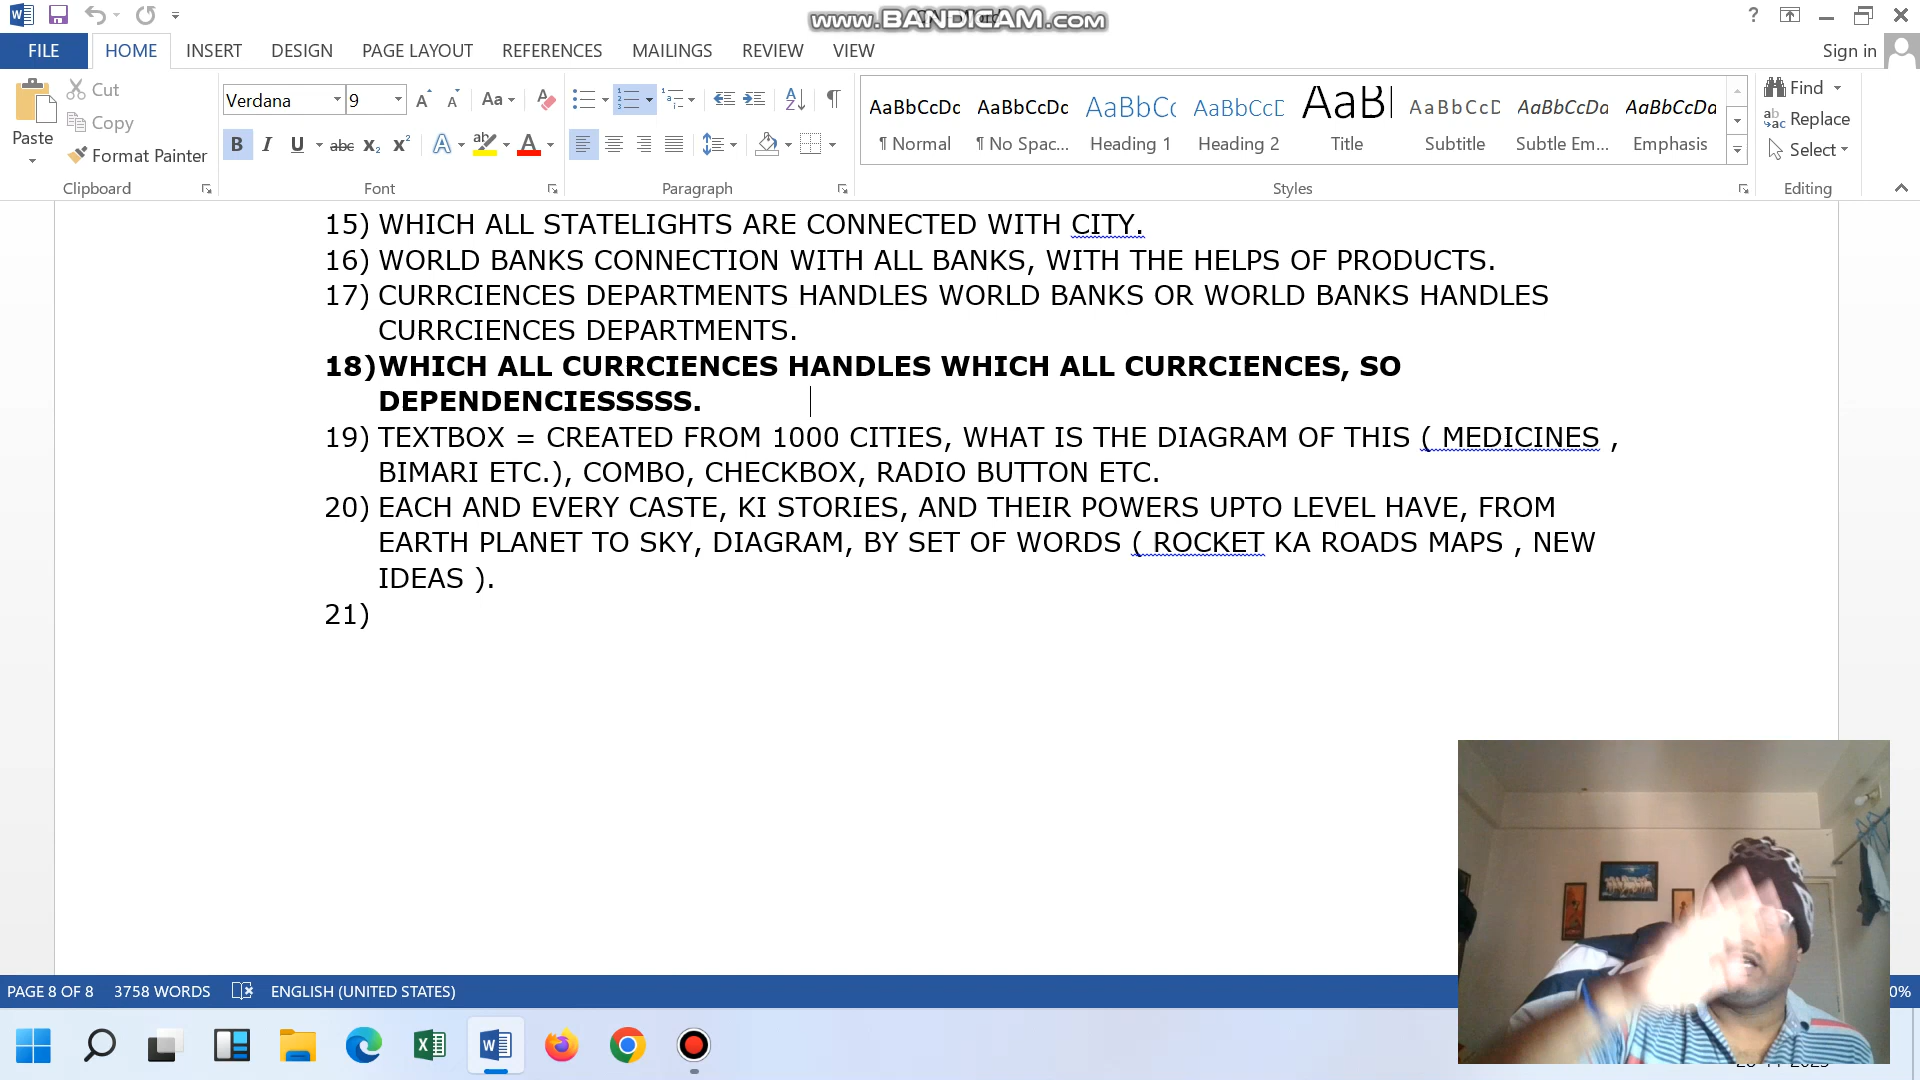 www.BANDICAM.com
FILE HOME INSERT DESIGN PAGE LAYOUT REFERENCES MAILINGS REVIEW VIEW Sign in
Paste Cut Copy Format Painter Clipboard
Verdana 9 Font
Paragraph
AaBbCcDc ¶ Normal
AaBbCcDc ¶ No Spac...
AaBbC Heading 1
AaBbCcC Heading 2
AaB Title
AaBbCcD Subtitle
AaBbCcDa Subtle Em...
AaBbCcDa Emphasis
Styles
Find Replace Select Editing
15) WHICH ALL STATELIGHTS ARE CONNECTED WITH CITY.
16) WORLD BANKS CONNECTION WITH ALL BANKS, WITH THE HELPS OF PRODUCTS.
17) CURRCIENCES DEPARTMENTS HANDLES WORLD BANKS OR WORLD BANKS HANDLES
CURRCIENCES DEPARTMENTS.
18) WHICH ALL CURRCIENCES HANDLES WHICH ALL CURRCIENCES, SO
DEPENDENCIESSSSS.
19) TEXTBOX = CREATED FROM 1000 CITIES, WHAT IS THE DIAGRAM OF THIS ( MEDICINES ,
BIMARI ETC.), COMBO, CHECKBOX, RADIO BUTTON ETC.
20) EACH AND EVERY CASTE, KI STORIES, AND THEIR POWERS UPTO LEVEL HAVE, FROM
EARTH PLANET TO SKY, DIAGRAM, BY SET OF WORDS ( ROCKET KA ROADS MAPS , NEW
IDEAS ).
21)
PAGE 8 OF 8 3758 WORDS ENGLISH (UNITED STATES)